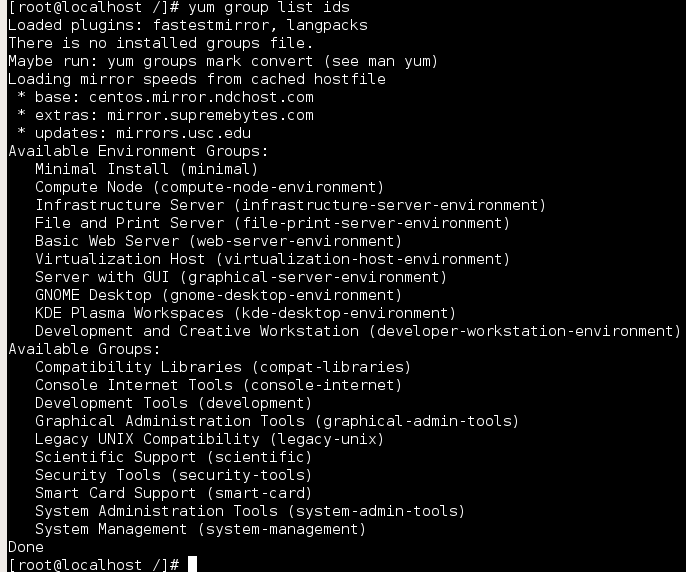 [root@localhost /]# yum group list ids
Loaded plugins: fastestmirror, langpacks
There is no installed groups file.
Maybe run: yum groups mark convert (see man yum)
Loading mirror speeds from cached hostfile
 * base: centos.mirror.ndchost.com
 * extras: mirror.supremebytes.com
 * updates: mirrors.usc.edu
Available Environment Groups:
   Minimal Install (minimal)
   Compute Node (compute-node-environment)
   Infrastructure Server (infrastructure-server-environment)
   File and Print Server (file-print-server-environment)
   Basic Web Server (web-server-environment)
   Virtualization Host (virtualization-host-environment)
   Server with GUI (graphical-server-environment)
   GNOME Desktop (gnome-desktop-environment)
   KDE Plasma Workspaces (kde-desktop-environment)
   Development and Creative Workstation (developer-workstation-environment)
Available Groups:
   Compatibility Libraries (compat-libraries)
   Console Internet Tools (console-internet)
   Development Tools (development)
   Graphical Administration Tools (graphical-admin-tools)
   Legacy UNIX Compatibility (legacy-unix)
   Scientific Support (scientific)
   Security Tools (security-tools)
   Smart Card Support (smart-card)
   System Administration Tools (system-admin-tools)
   System Management (system-management)
Done
[root@localhost /]#